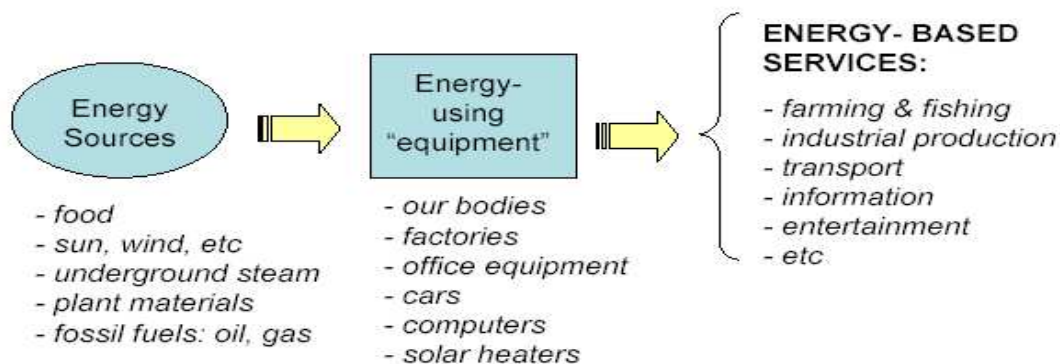 Energy
Sources
- food
- sun, wind, etc
- underground steam
- plant materials
- fossil fuels: oil, gas
Energy-
using
“equipment”
- our bodies
- factories
- office equipment
- cars
- computers
- solar heaters
ENERGY- BASED
SERVICES:
- farming & fishing
- industrial production
- transport
- information
- entertainment
- etc